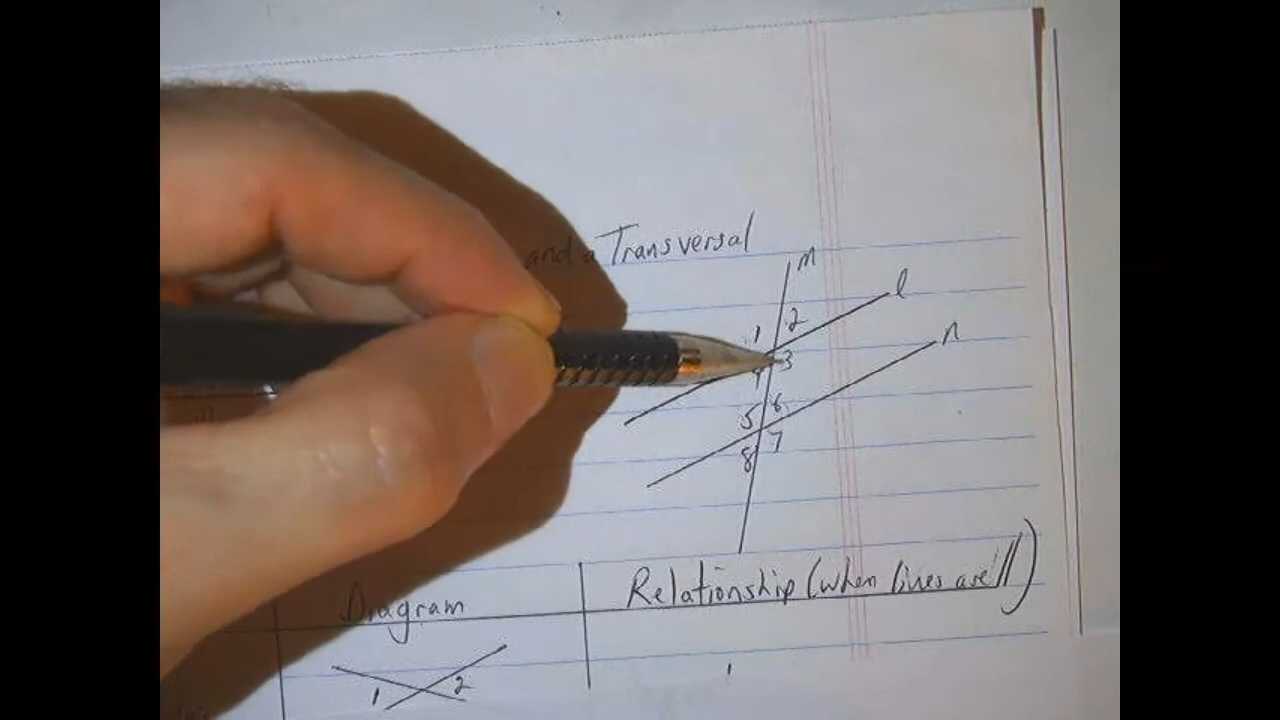 and a Transversal
m
l
1 2
n
3
4
5 6
7
8
Diagram
Relationship (when lines are //)
1 2